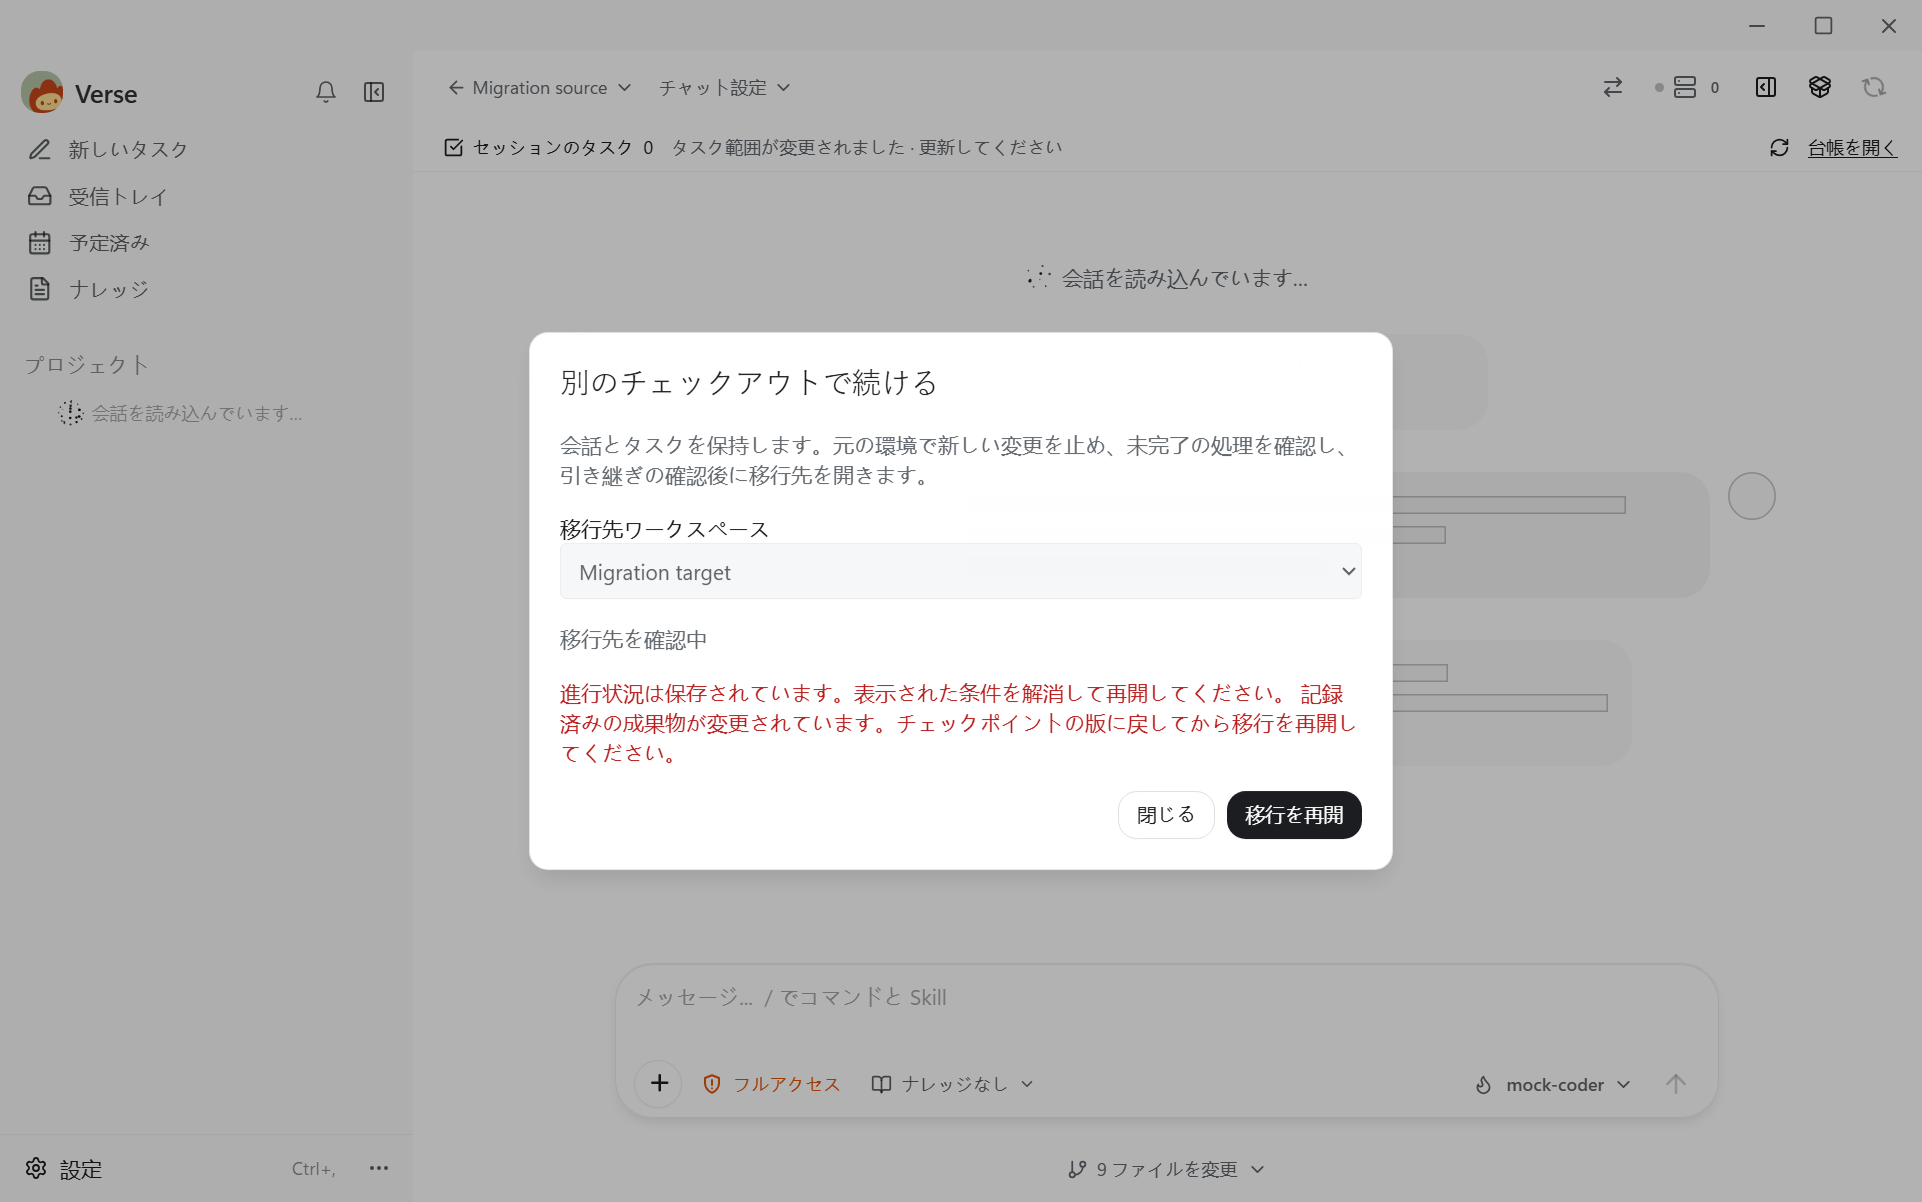 Verse
新しいタスク
受信トレイ
予定済み
ナレッジ
プロジェクト
会話を読み込んでいます...
設定
Ctrl+,
Migration source
チャット設定
0
セッションのタスク 0 タスク範囲が変更されました · 更新してください
台帳を開く
会話を読み込んでいます...
別のチェックアウトで続ける
会話とタスクを保持します。元の環境で新しい変更を止め、未完了の処理を確認し、
引き継ぎの確認後に移行先を開きます。
移行先ワークスペース
Migration target
移行先を確認中
進行状況は保存されています。表示された条件を解消して再開してください。 記録
済みの成果物が変更されています。チェックポイントの版に戻してから移行を再開し
てください。
閉じる
移行を再開
メッセージ... / でコマンドと Skill
フルアクセス
ナレッジなし
mock-coder
9 ファイルを変更